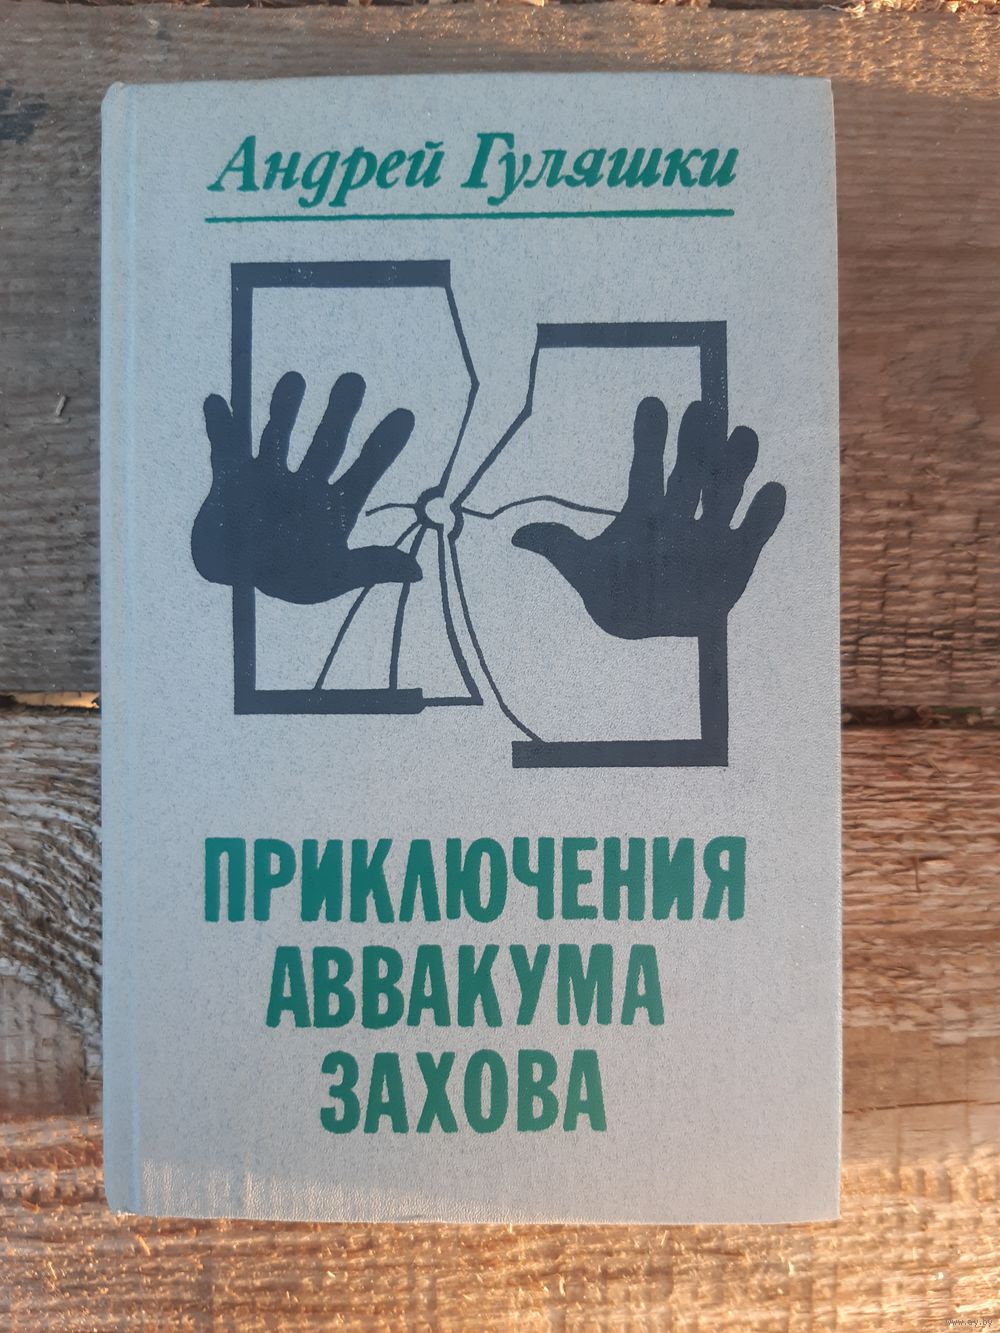 Андрей Гуляшки
ПРИКЛЮЧЕНИЯ
АВВАКУМА
ЗАХОВА